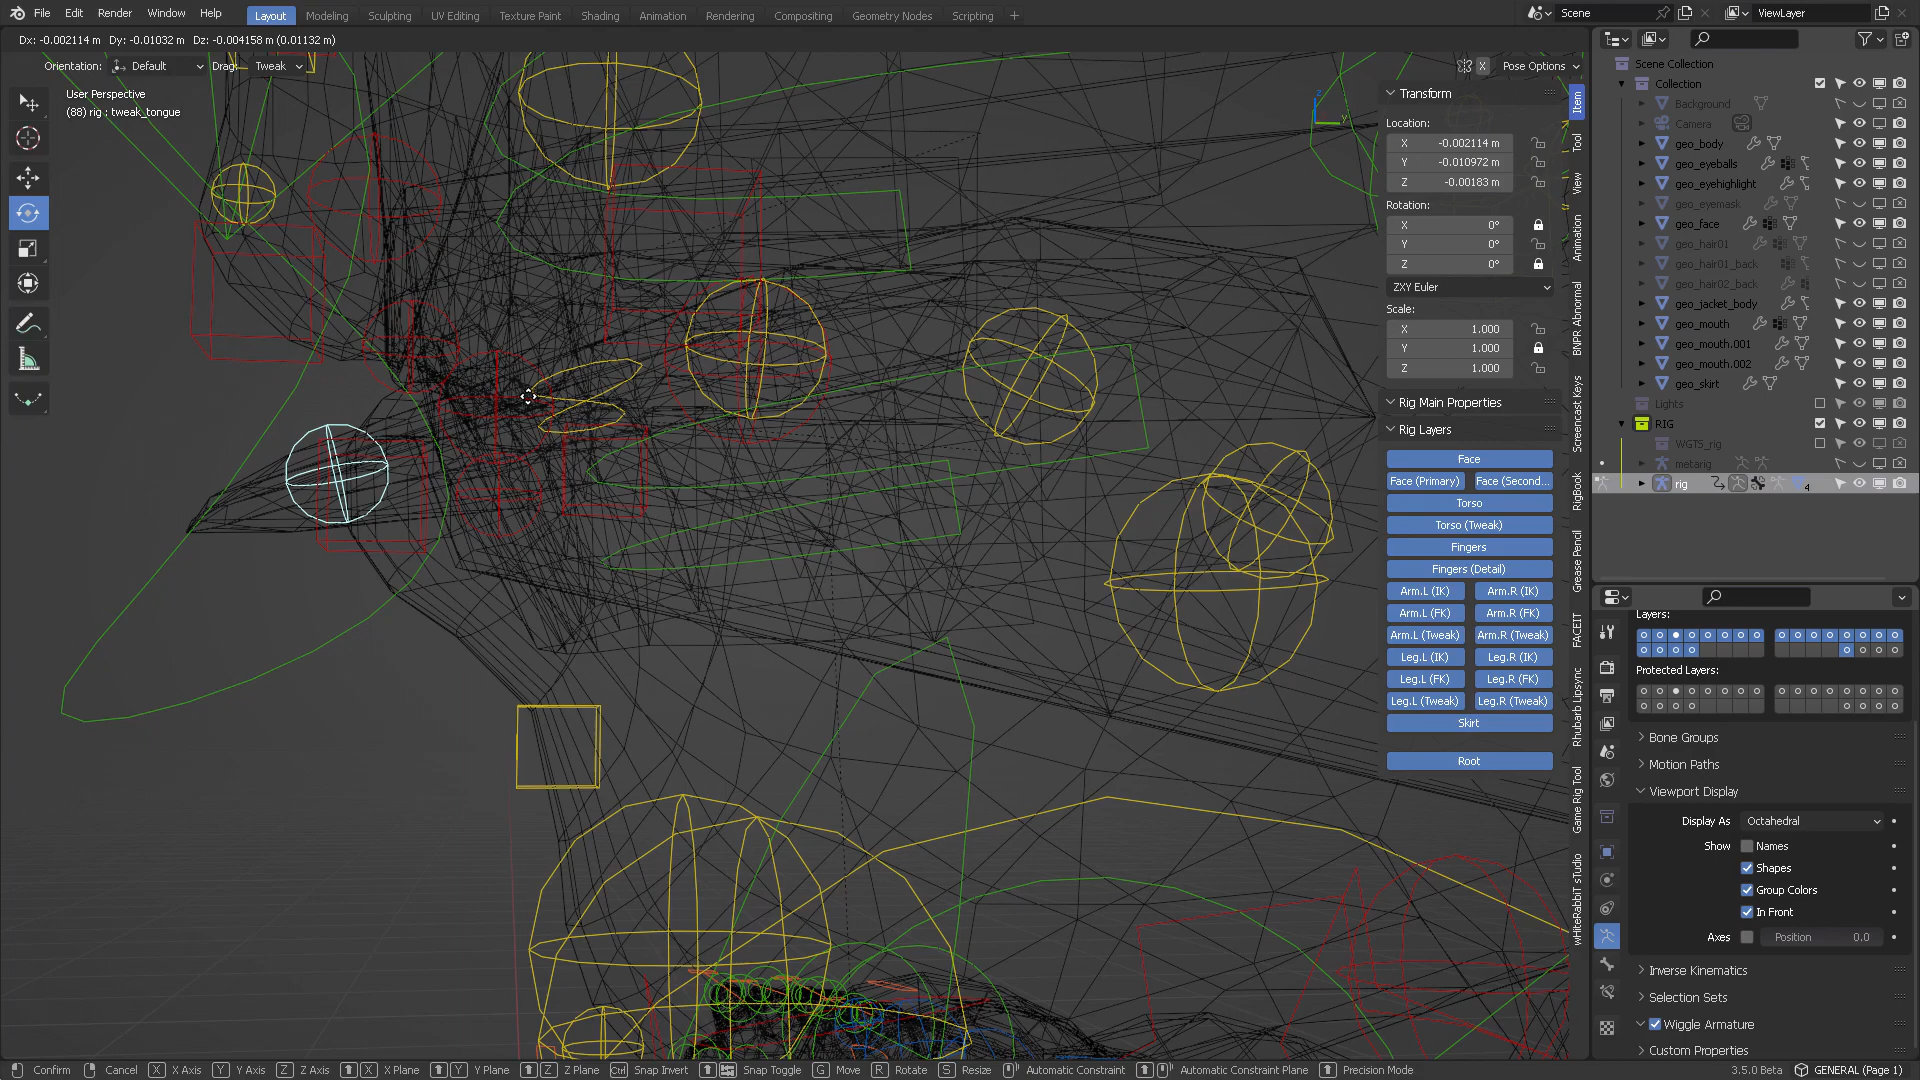 File Edit Render Window Help Layout Modeling Sculpting UV Editing Texture Paint Shading Animation Rendering Compositing Geometry Nodes Scripting Scene ViewLayer
Dx: -0.002114 m Dy: -0.01032 m Dz: -0.004158 m (0.01132 m)
Orientation: Default Drag: Tweak X Pose Options
User Perspective
(88) rig : tweak_tongue
Transform
Location:
X -0.002114 m
Y -0.010972 m
Z -0.00183 m
Rotation:
X 0°
Y 0°
Z 0°
ZXY Euler
Scale:
X 1.000
Y 1.000
Z 1.000
Rig Main Properties
Rig Layers
Face
Face (Primary) Face (Second...
Torso
Torso (Tweak)
Fingers
Fingers (Detail)
Arm.L (IK) Arm.R (IK)
Arm.L (FK) Arm.R (FK)
Arm.L (Tweak) Arm.R (Tweak)
Leg.L (IK) Leg.R (IK)
Leg.L (FK) Leg.R (FK)
Leg.L (Tweak) Leg.R (Tweak)
Skirt
Root
Item
Tool
View
Animation
BNPR Abnormal
Screencast Keys
RigBook
Grease Pencil
FACEIT
Rhubarb Lipsync
Game Rig Tool
wHiteRabbiT sTudio
Scene Collection
Collection
Background
Camera
geo_body
geo_eyeballs
geo_eyehighlight
geo_eyemask
geo_face
geo_hair01
geo_hair01_back
geo_hair02_back
geo_jacket_body
geo_mouth
geo_mouth.001
geo_mouth.002
geo_skirt
Lights
RIG
WGTS_rig
metarig
rig 4
Layers:
Protected Layers:
Bone Groups
Motion Paths
Viewport Display
Display As Octahedral
Show Names
Shapes
Group Colors
In Front
Axes Position 0.0
Inverse Kinematics
Selection Sets
Wiggle Armature
Custom Properties
z
y
Confirm Cancel X X Axis Y Y Axis Z Z Axis X X Plane Y Y Plane Z Z Plane Ctrl Snap Invert Snap Toggle G Move R Rotate S Resize Automatic Constraint Automatic Constraint Plane Precision Mode 3.5.0 Beta GENERAL (Page 1)